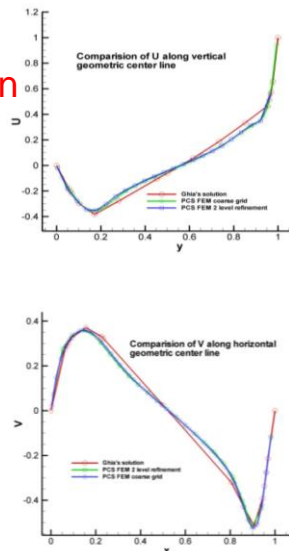 1.2
1
0.8
0.6
0.4
0.2
0
-0.2
-0.4
U
Comparision of U along vertical
geometric center line
n
Ghia's solution
PCS FEM coarse grid
PCS FEM 2 level refinement
0 0.2 0.4 0.6 0.8 1
y
0.4
0.2
0
-0.2
-0.4
V
Comparision of V along horizontal
geometric center line
Ghia's solution
PCS FEM 2 level refinement
PCS FEM coarse grid
0 0.2 0.4 0.6 0.8 1
x